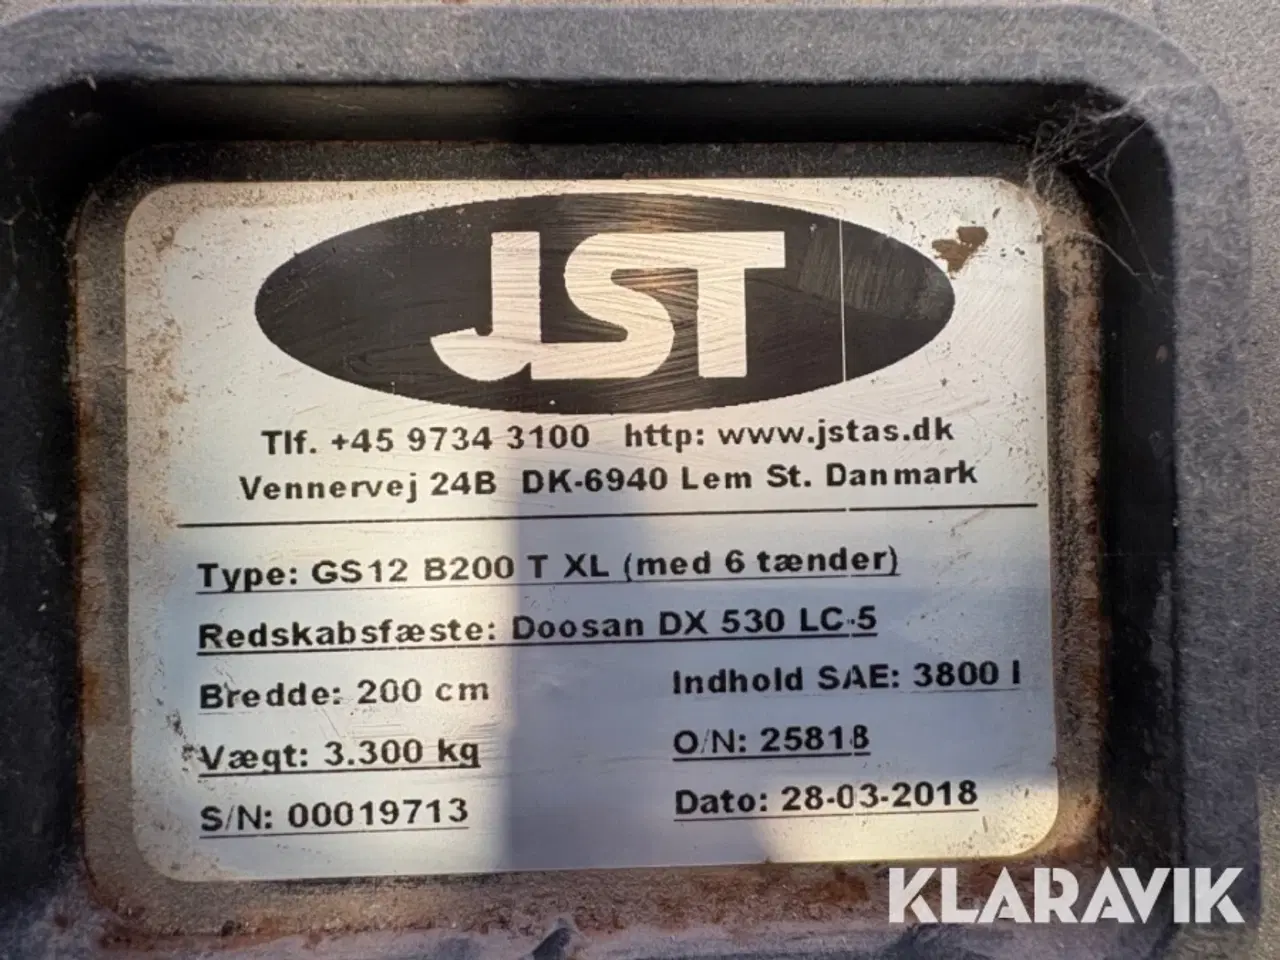 JST
Tlf. +45 9734 3100 http: www.jstas.dk
Vennervej 24B DK-6940 Lem St. Danmark
Type: GS12 B200 T XL (med 6 tænder)
Redskabsfæste: Doosan DX 530 LC-5
Bredde: 200 cm Indhold SAE: 3800 l
Vægt: 3.300 kg O/N: 25818
S/N: 00019713 Dato: 28-03-2018
KLARAVIK